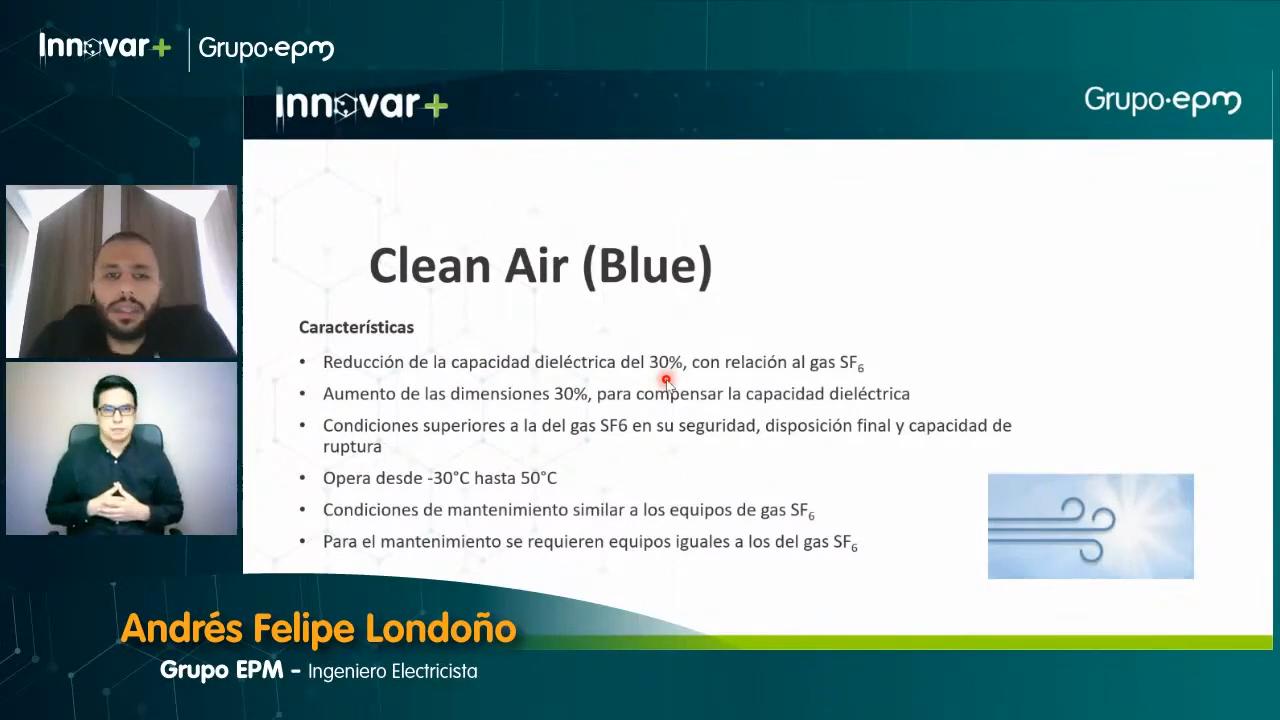 Innovar+ Grupo·epm
Innovar+ Grupo·epm
Clean Air (Blue)
Características
• Reducción de la capacidad dieléctrica del 30%, con relación al gas SF₆
• Aumento de las dimensiones 30%, para compensar la capacidad dieléctrica
• Condiciones superiores a la del gas SF6 en su seguridad, disposición final y capacidad de
ruptura
• Opera desde -30°C hasta 50°C
• Condiciones de mantenimiento similar a los equipos de gas SF₆
• Para el mantenimiento se requieren equipos iguales a los del gas SF₆
Andrés Felipe Londoño
Grupo EPM – Ingeniero Electricista